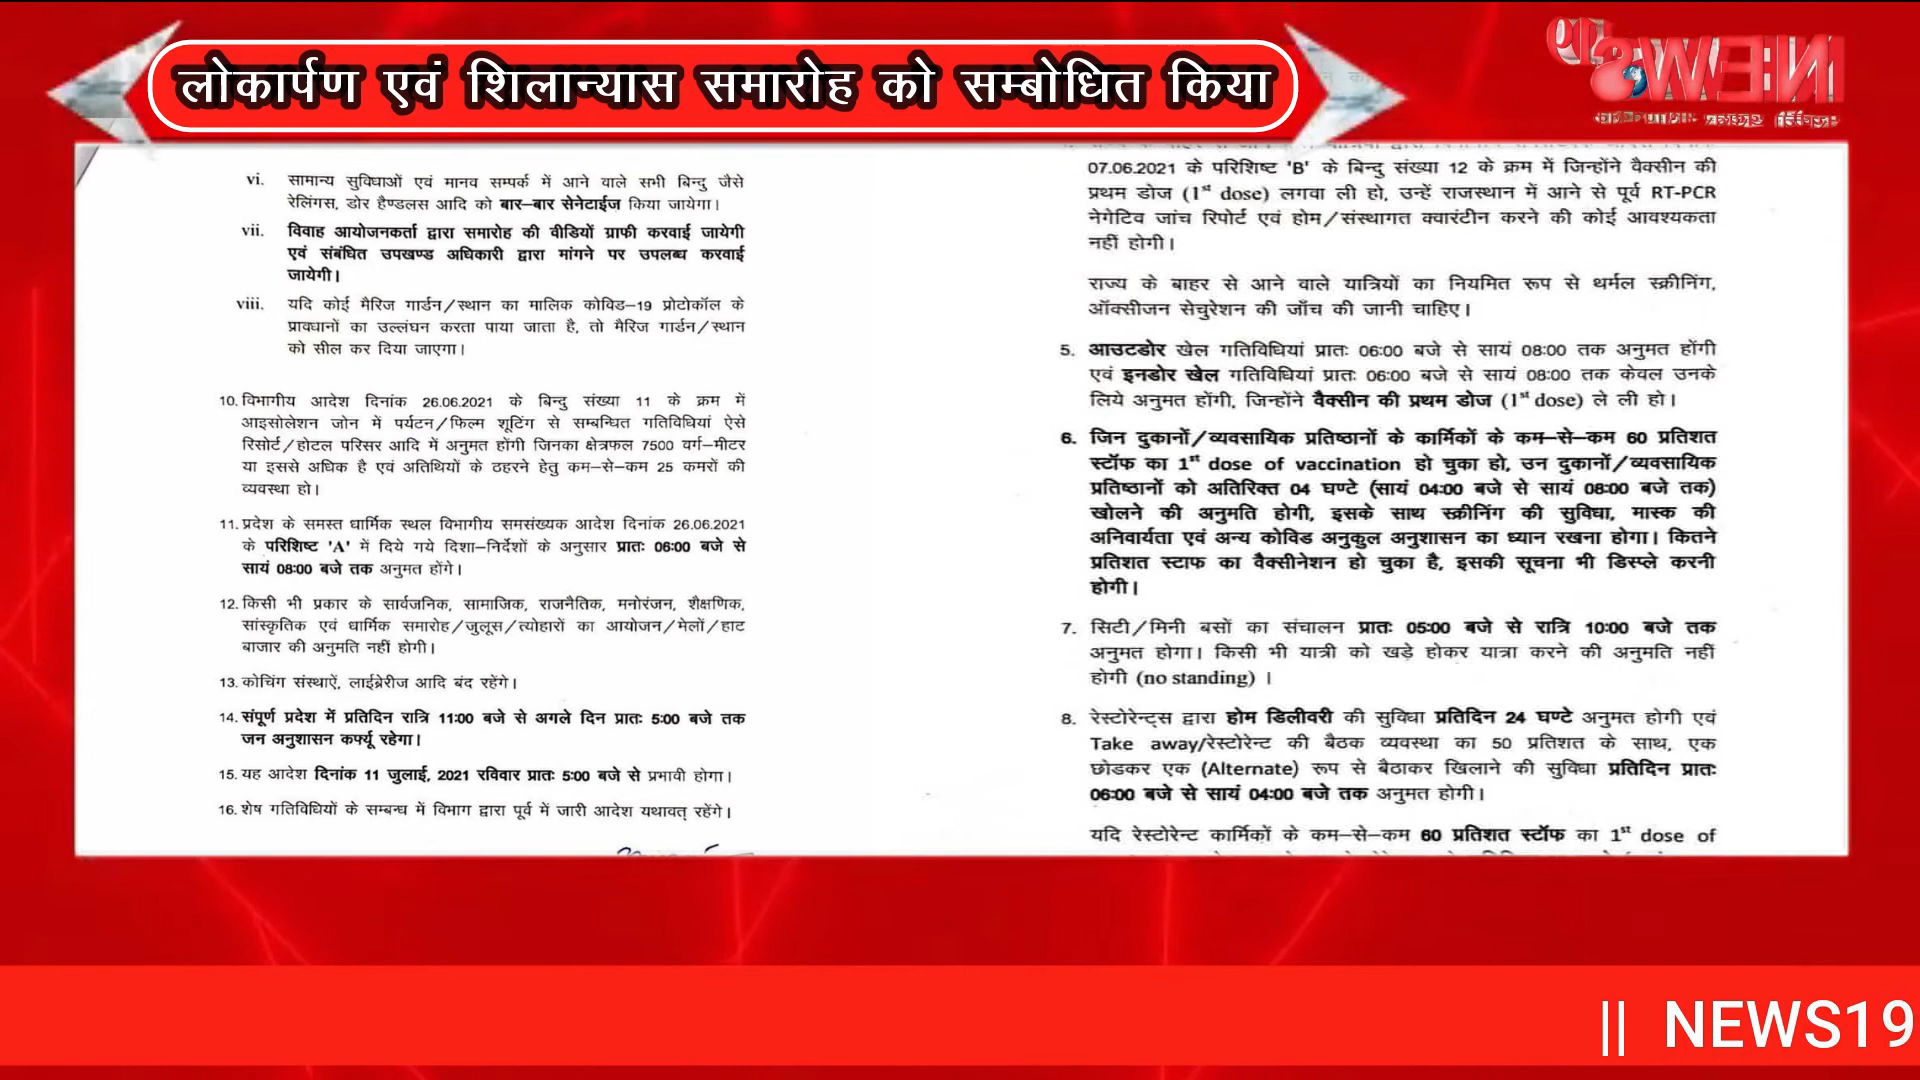 लोकार्पण एवं शिलान्यास समारोह को सम्बोधित किया
NEWS
vi. सामान्य सुविधाओं एवं मानव सम्पर्क में आने वाले सभी बिन्दु जैसे
रेलिंगस, डोर हैण्डलस आदि को बार–बार सेनेटाईज किया जायेगा।
vii. विवाह आयोजनकर्ता द्वारा समारोह की वीडियों ग्राफी करवाई जायेगी
एवं संबंधित उपखण्ड अधिकारी द्वारा मांगने पर उपलब्ध करवाई
जायेगी।
viii. यदि कोई मैरिज गार्डन/स्थान का मालिक कोविड–19 प्रोटोकॉल के
प्रावधानों का उल्लंघन करता पाया जाता है, तो मैरिज गार्डन/स्थान
को सील कर दिया जाएगा।
10. विभागीय आदेश दिनांक 26.06.2021 के बिन्दु संख्या 11 के क्रम में
आइसोलेशन जोन में पर्यटन/फिल्म शूटिंग से सम्बन्धित गतिविधियां ऐसे
रिसोर्ट/होटल परिसर आदि में अनुमत होंगी जिनका क्षेत्रफल 7500 वर्ग–मीटर
या इससे अधिक है एवं अतिथियों के ठहरने हेतु कम–से–कम 25 कमरों की
व्यवस्था हो।
11. प्रदेश के समस्त धार्मिक स्थल विभागीय समसंख्यक आदेश दिनांक 26.06.2021
के परिशिष्ट 'A' में दिये गये दिशा–निर्देशों के अनुसार प्रातः 06:00 बजे से
सायं 08:00 बजे तक अनुमत होंगे।
12. किसी भी प्रकार के सार्वजनिक, सामाजिक, राजनैतिक, मनोरंजन, शैक्षणिक,
सांस्कृतिक एवं धार्मिक समारोह/जुलूस/त्योहारों का आयोजन/मेलों/हाट
बाजार की अनुमति नहीं होगी।
13. कोचिंग संस्थाऐं, लाईब्रेरीज आदि बंद रहेंगे।
14. संपूर्ण प्रदेश में प्रतिदिन रात्रि 11:00 बजे से अगले दिन प्रातः 5:00 बजे तक
जन अनुशासन कर्फ्यू रहेगा।
15. यह आदेश दिनांक 11 जुलाई, 2021 रविवार प्रातः 5:00 बजे से प्रभावी होगा।
16. शेष गतिविधियों के सम्बन्ध में विभाग द्वारा पूर्व में जारी आदेश यथावत् रहेंगे।
07.06.2021 के परिशिष्ट 'B' के बिन्दु संख्या 12 के क्रम में जिन्होंने वैक्सीन की
प्रथम डोज (1st dose) लगवा ली हो, उन्हें राजस्थान में आने से पूर्व RT-PCR
नेगेटिव जांच रिपोर्ट एवं होम/संस्थागत क्वारंटीन करने की कोई आवश्यकता
नहीं होगी।
राज्य के बाहर से आने वाले यात्रियों का नियमित रूप से थर्मल स्क्रीनिंग,
ऑक्सीजन सेचुरेशन की जाँच की जानी चाहिए।
5. आउटडोर खेल गतिविधियां प्रातः 06:00 बजे से सायं 08:00 तक अनुमत होंगी
एवं इनडोर खेल गतिविधियां प्रातः 06:00 बजे से सायं 08:00 तक केवल उनके
लिये अनुमत होंगी, जिन्होंने वैक्सीन की प्रथम डोज (1st dose) ले ली हो।
6. जिन दुकानों/व्यवसायिक प्रतिष्ठानों के कार्मिकों के कम–से–कम 60 प्रतिशत
स्टॉफ का 1st dose of vaccination हो चुका हो, उन दुकानों/व्यवसायिक
प्रतिष्ठानों को अतिरिक्त 04 घण्टे (सायं 04:00 बजे से सायं 08:00 बजे तक)
खोलने की अनुमति होगी, इसके साथ स्क्रीनिंग की सुविधा, मास्क की
अनिवार्यता एवं अन्य कोविड अनुकुल अनुशासन का ध्यान रखना होगा। कितने
प्रतिशत स्टाफ का वैक्सीनेशन हो चुका है, इसकी सूचना भी डिस्प्ले करनी
होगी।
7. सिटी/मिनी बसों का संचालन प्रातः 05:00 बजे से रात्रि 10:00 बजे तक
अनुमत होगा। किसी भी यात्री को खड़े होकर यात्रा करने की अनुमति नहीं
होगी (no standing) ।
8. रेस्टोरेन्ट्स द्वारा होम डिलीवरी की सुविधा प्रतिदिन 24 घण्टे अनुमत होगी एवं
Take away/रेस्टोरेन्ट की बैठक व्यवस्था का 50 प्रतिशत के साथ, एक
छोडकर एक (Alternate) रूप से बैठाकर खिलाने की सुविधा प्रतिदिन प्रातः
06:00 बजे से सायं 04:00 बजे तक अनुमत होगी।
यदि रेस्टोरेन्ट कार्मिकों के कम–से–कम 60 प्रतिशत स्टॉफ का 1st dose of
|| NEWS19